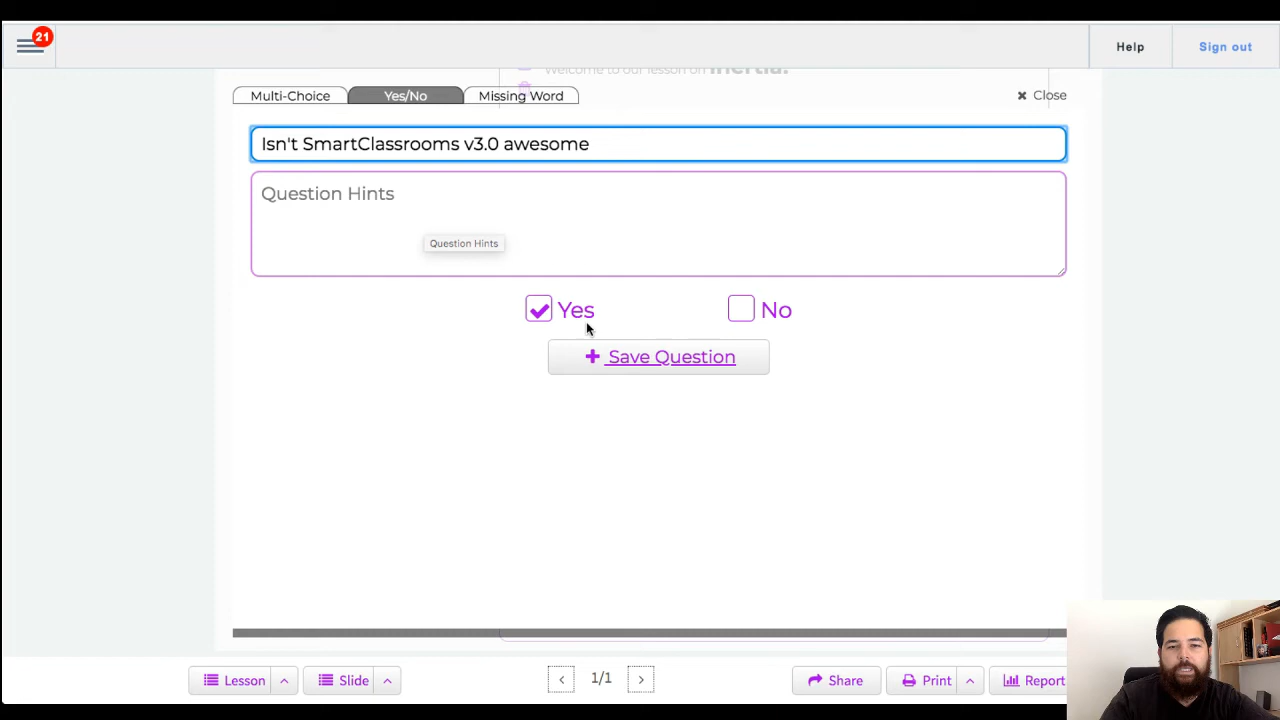 21
Help
Sign out
Welcome to our lesson on Inertia.
Multi-Choice
Yes/No
Missing Word
Close
Isn't SmartClassrooms v3.0 awesome
Question Hints
Question Hints
Yes
No
Save Question
Lesson
Slide
1/1
Share
Print
Report